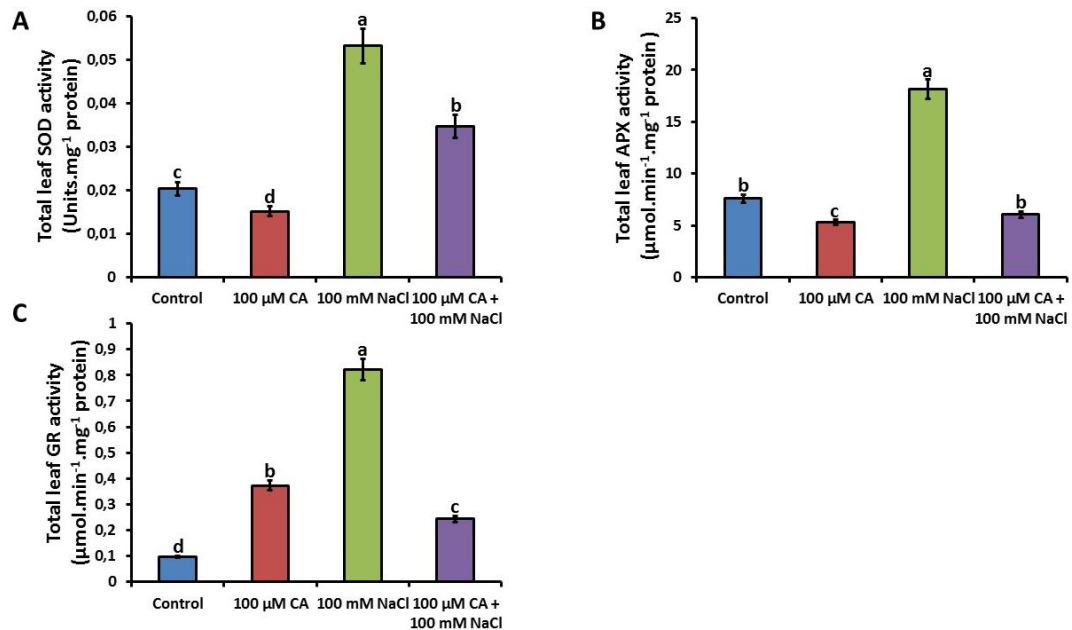 A
Total leaf SOD activity
(Units.mg⁻¹ protein)
0,06
0,05
0,04
0,03
0,02
0,01
0
c
d
a
b
Control
100 µM CA
100 mM NaCl
100 µM CA +
100 mM NaCl
B
Total leaf APX activity
(µmol.min⁻¹.mg⁻¹ protein)
25
20
15
10
5
0
b
c
a
b
Control
100 µM CA
100 mM NaCl
100 µM CA +
100 mM NaCl
C
Total leaf GR activity
(µmol.min⁻¹.mg⁻¹ protein)
1
0,9
0,8
0,7
0,6
0,5
0,4
0,3
0,2
0,1
0
d
b
a
c
Control
100 µM CA
100 mM NaCl
100 µM CA +
100 mM NaCl